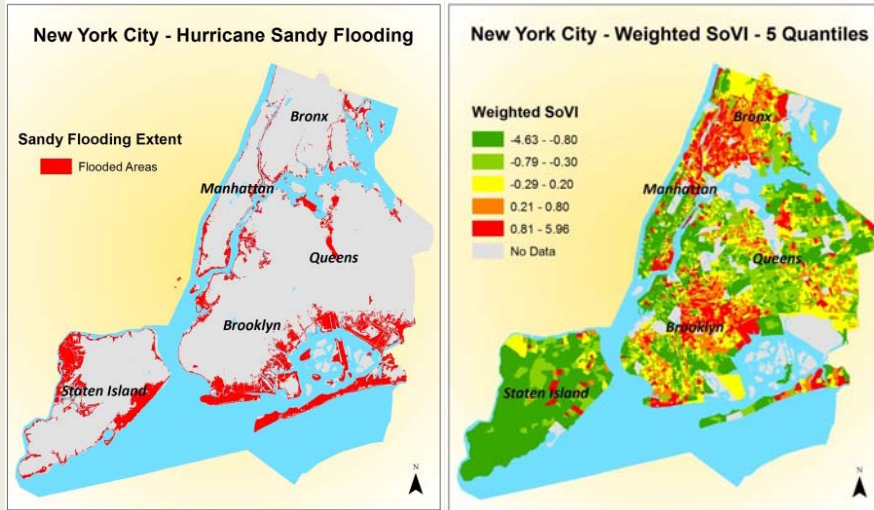 New York City - Hurricane Sandy Flooding
Sandy Flooding Extent
Flooded Areas
Bronx
Manhattan
Queens
Brooklyn
Staten Island
N
New York City - Weighted SoVI - 5 Quantiles
Weighted SoVI
-4.63 - -0.80
-0.79 - -0.30
-0.29 - 0.20
0.21 - 0.80
0.81 - 5.96
No Data
Bronx
Manhattan
Queens
Brooklyn
Staten Island
N